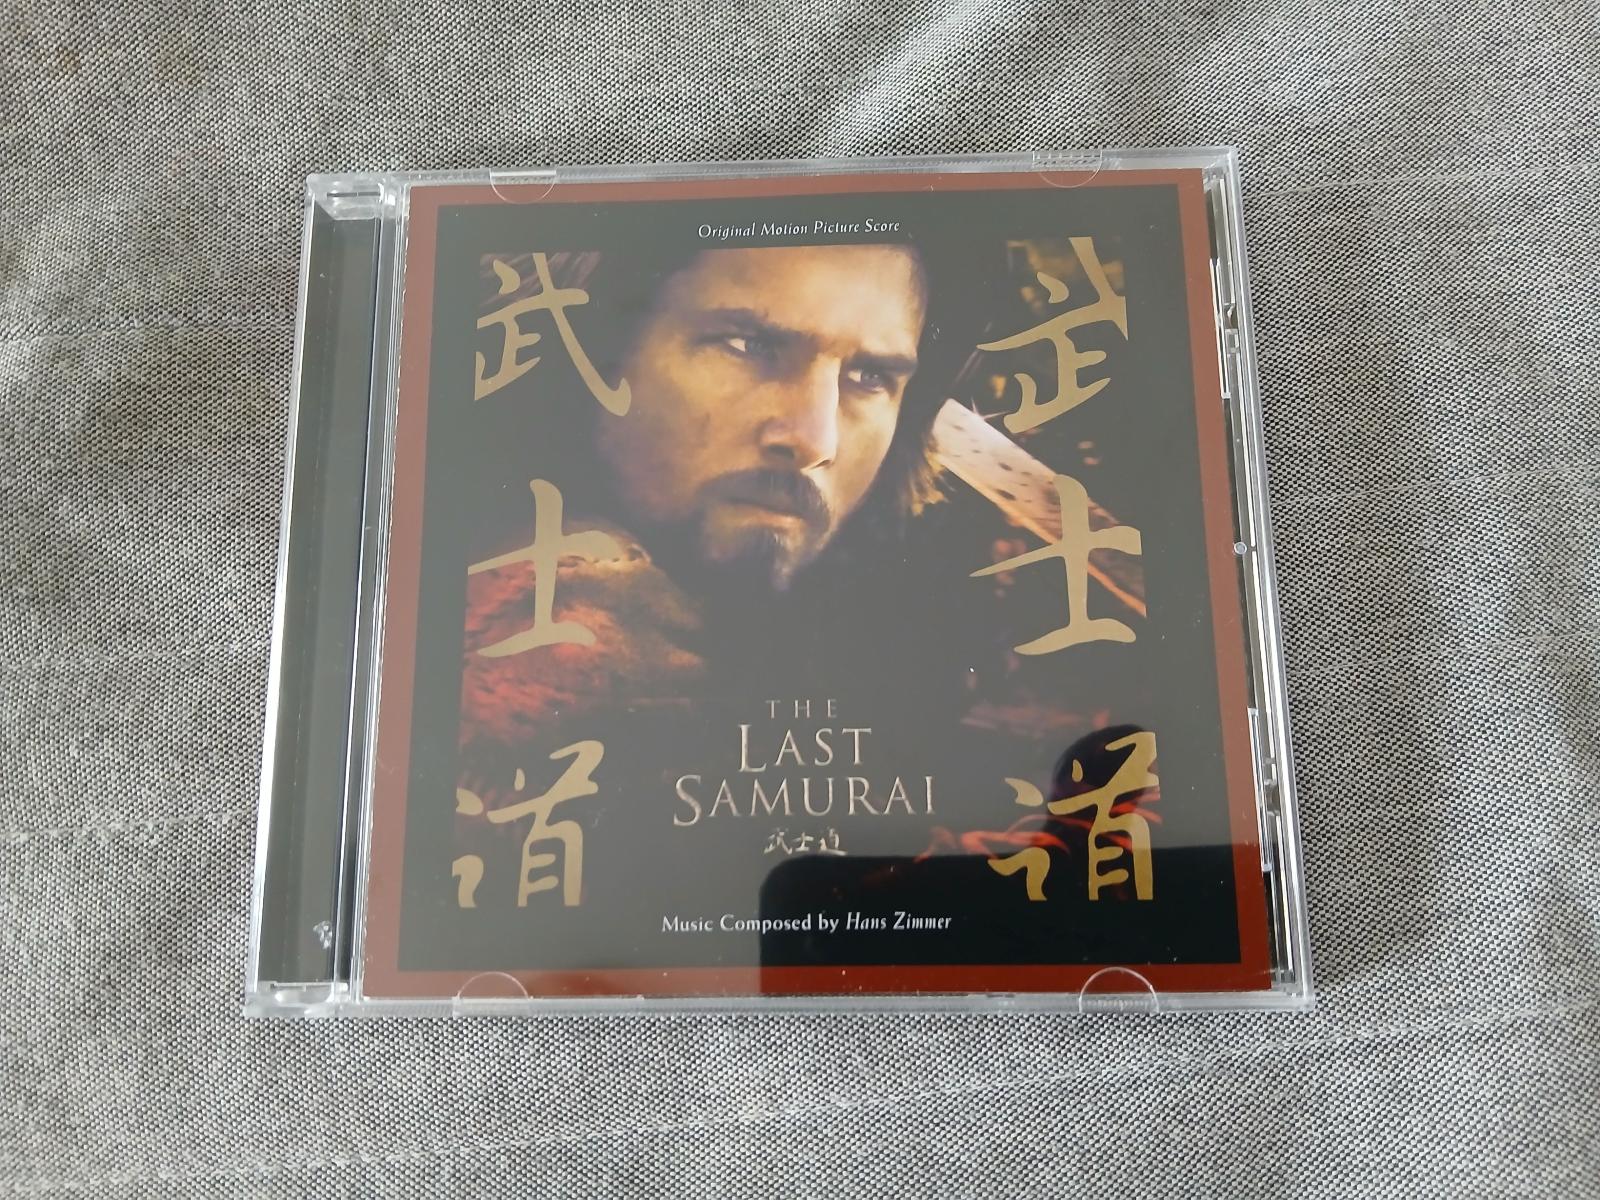 Original Motion Picture Score
武士道
武士道
THE
LAST
SAMURAI
武士道
Music Composed by Hans Zimmer